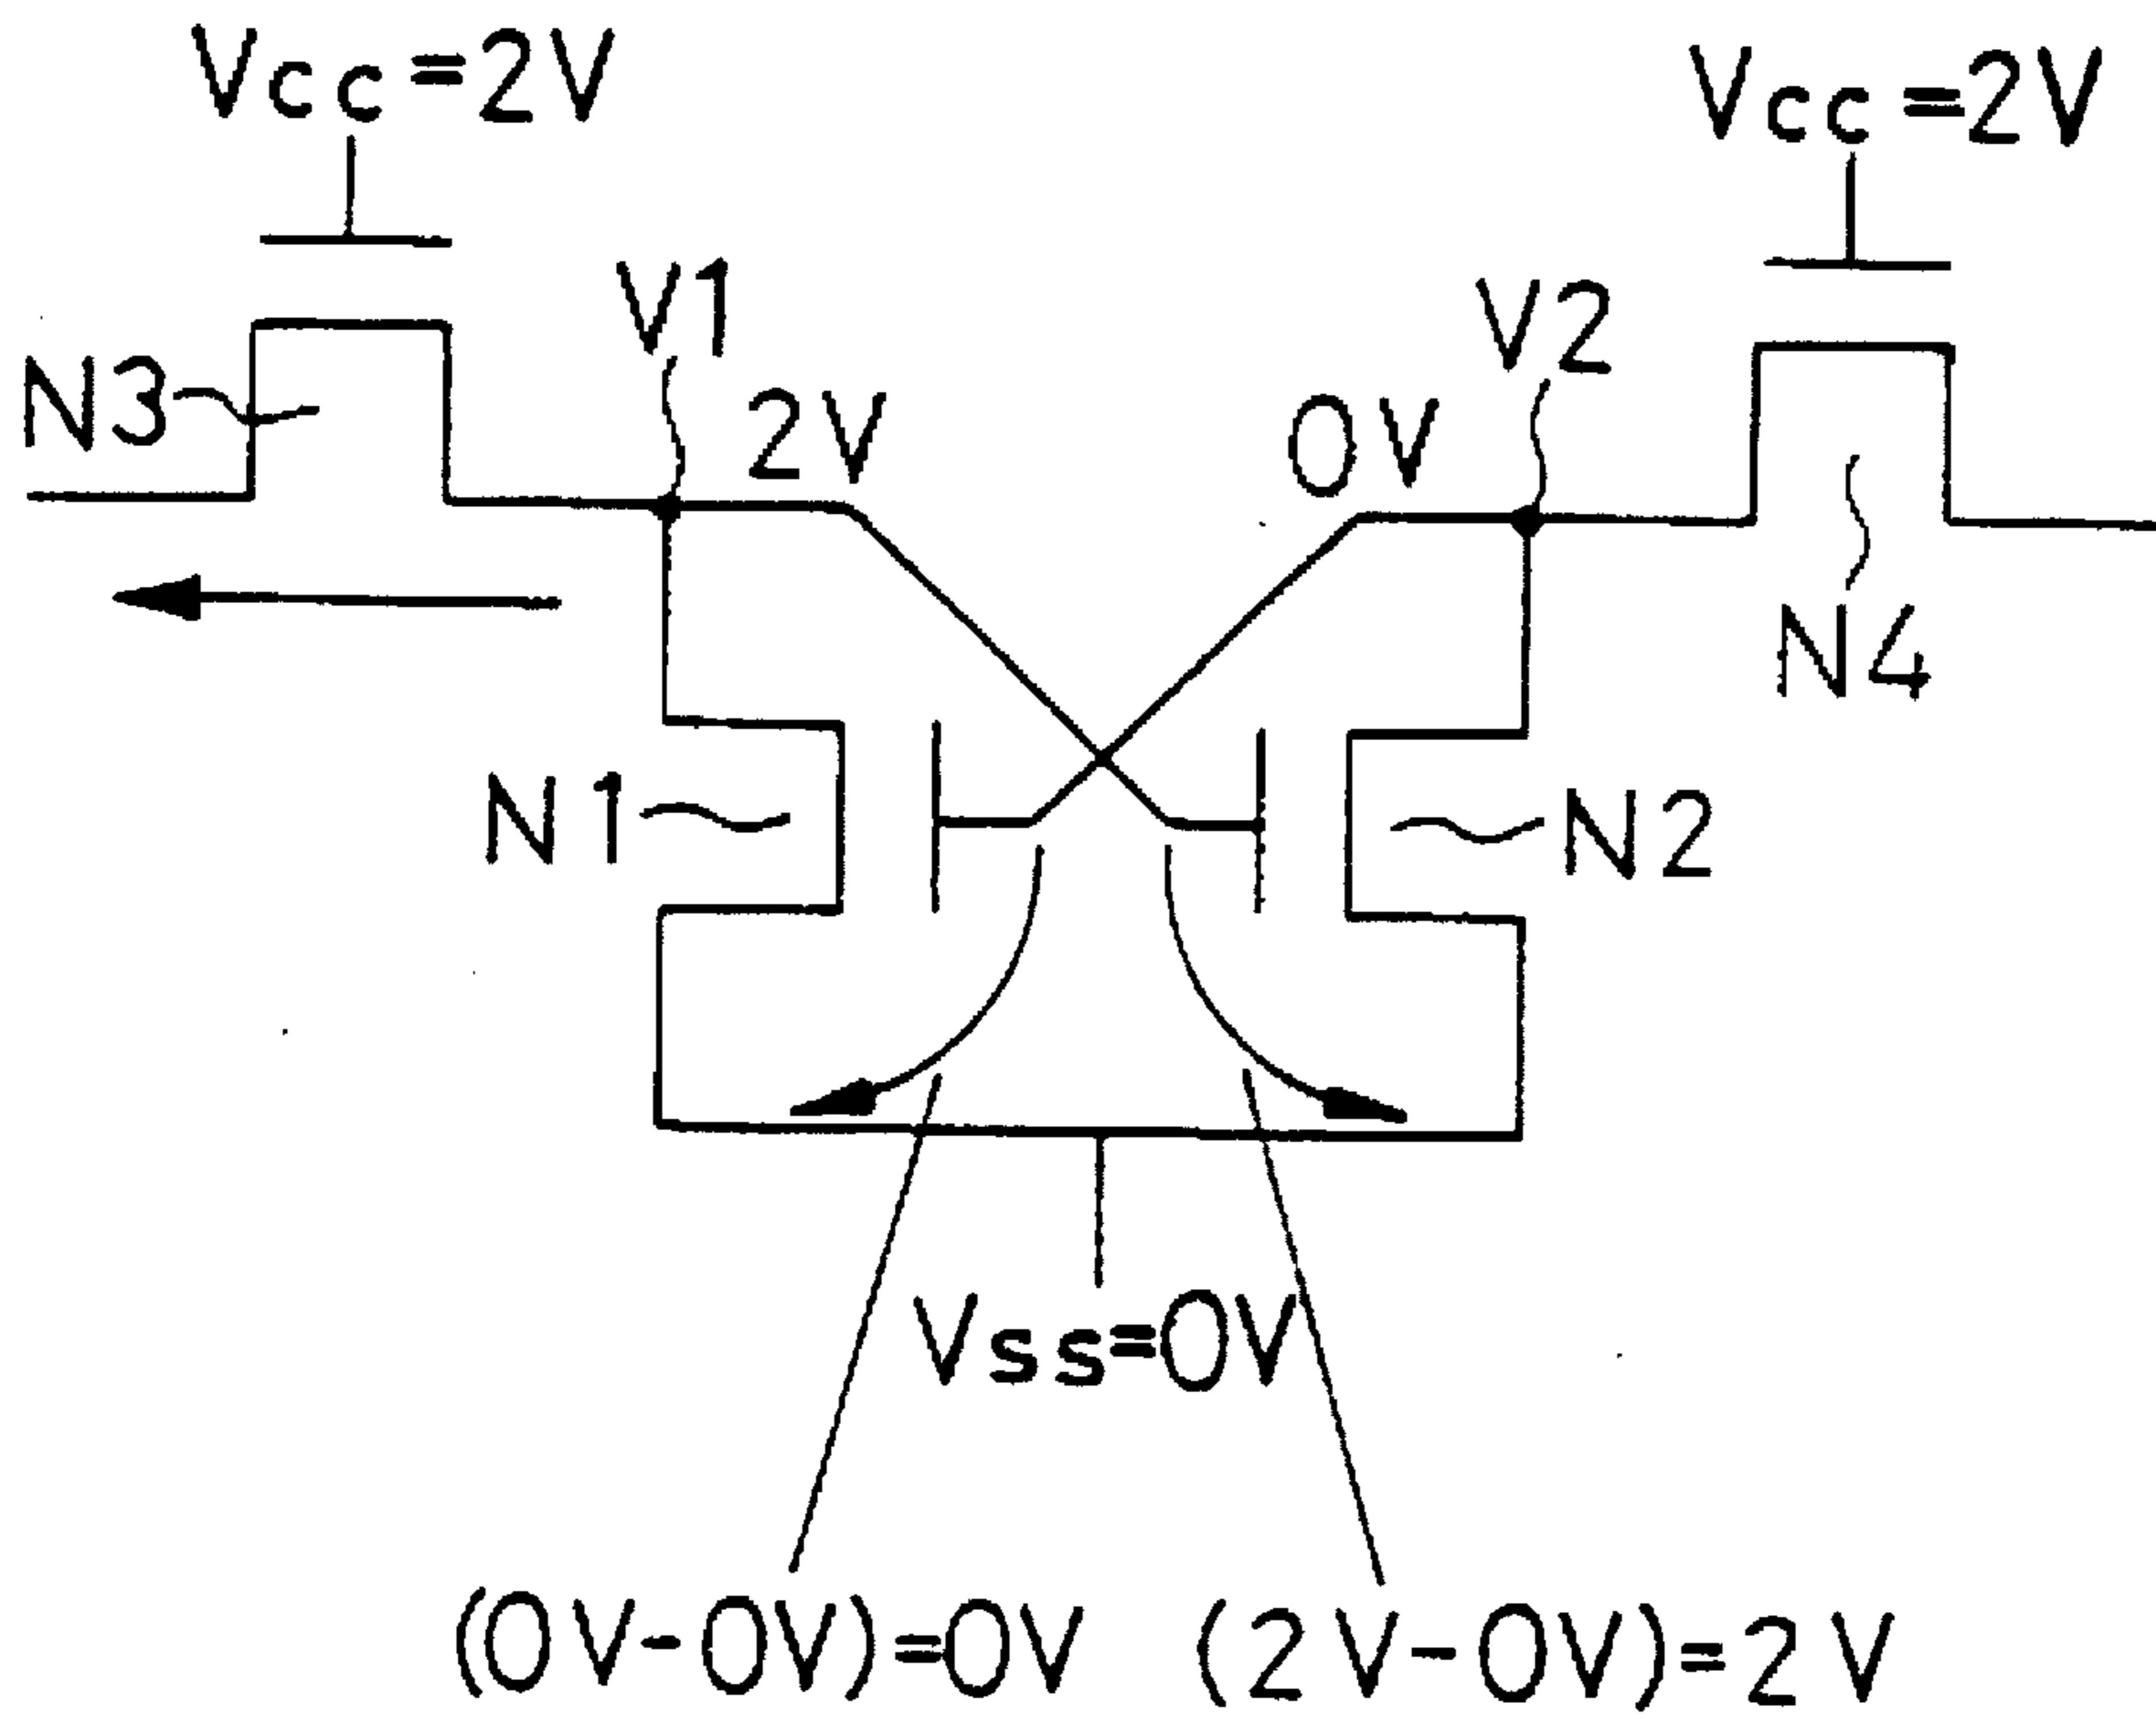 Vcc=2V
Vcc=2V
V1
V2
N3
2V
0V
N4
N1
N2
Vss=0V
(0V-0V)=0V
(2V-0V)=2V